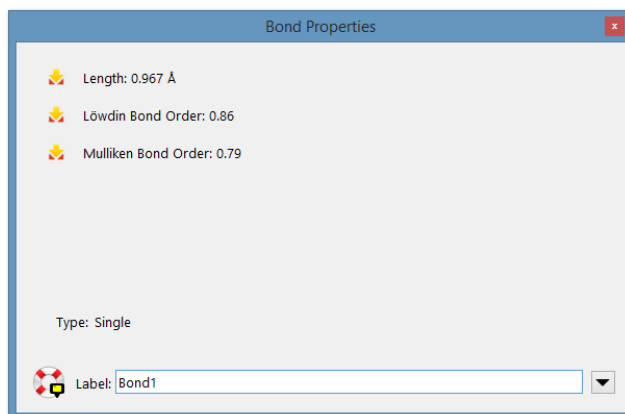 Bond Properties
x
Length: 0.967 Å
Löwdin Bond Order: 0.86
Mulliken Bond Order: 0.79
Type: Single
Label: Bond1